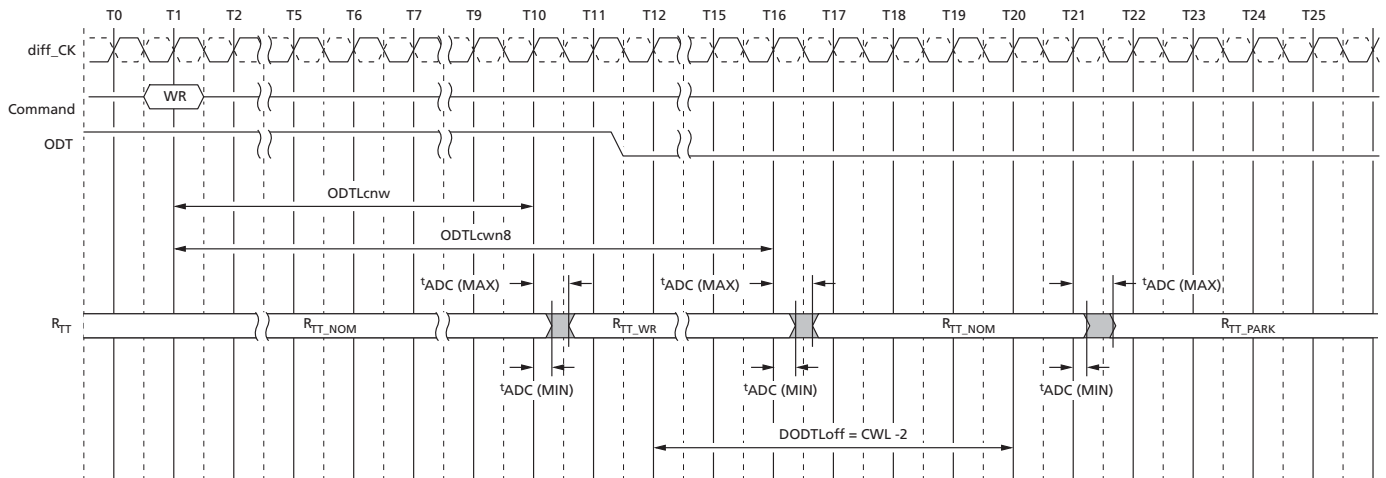 T0 T1 T2 T5 T6 T7 T9 T10 T11 T12 T15 T16 T17 T18 T19 T20 T21 T22 T23 T24 T25
diff_CK
Command WR
ODT
ODTLcnw
ODTLcwn8
tADC (MAX) tADC (MAX) tADC (MAX)
RTT RTT_NOM RTT_WR RTT_NOM RTT_PARK
tADC (MIN) tADC (MIN) tADC (MIN)
DODTLoff = CWL -2